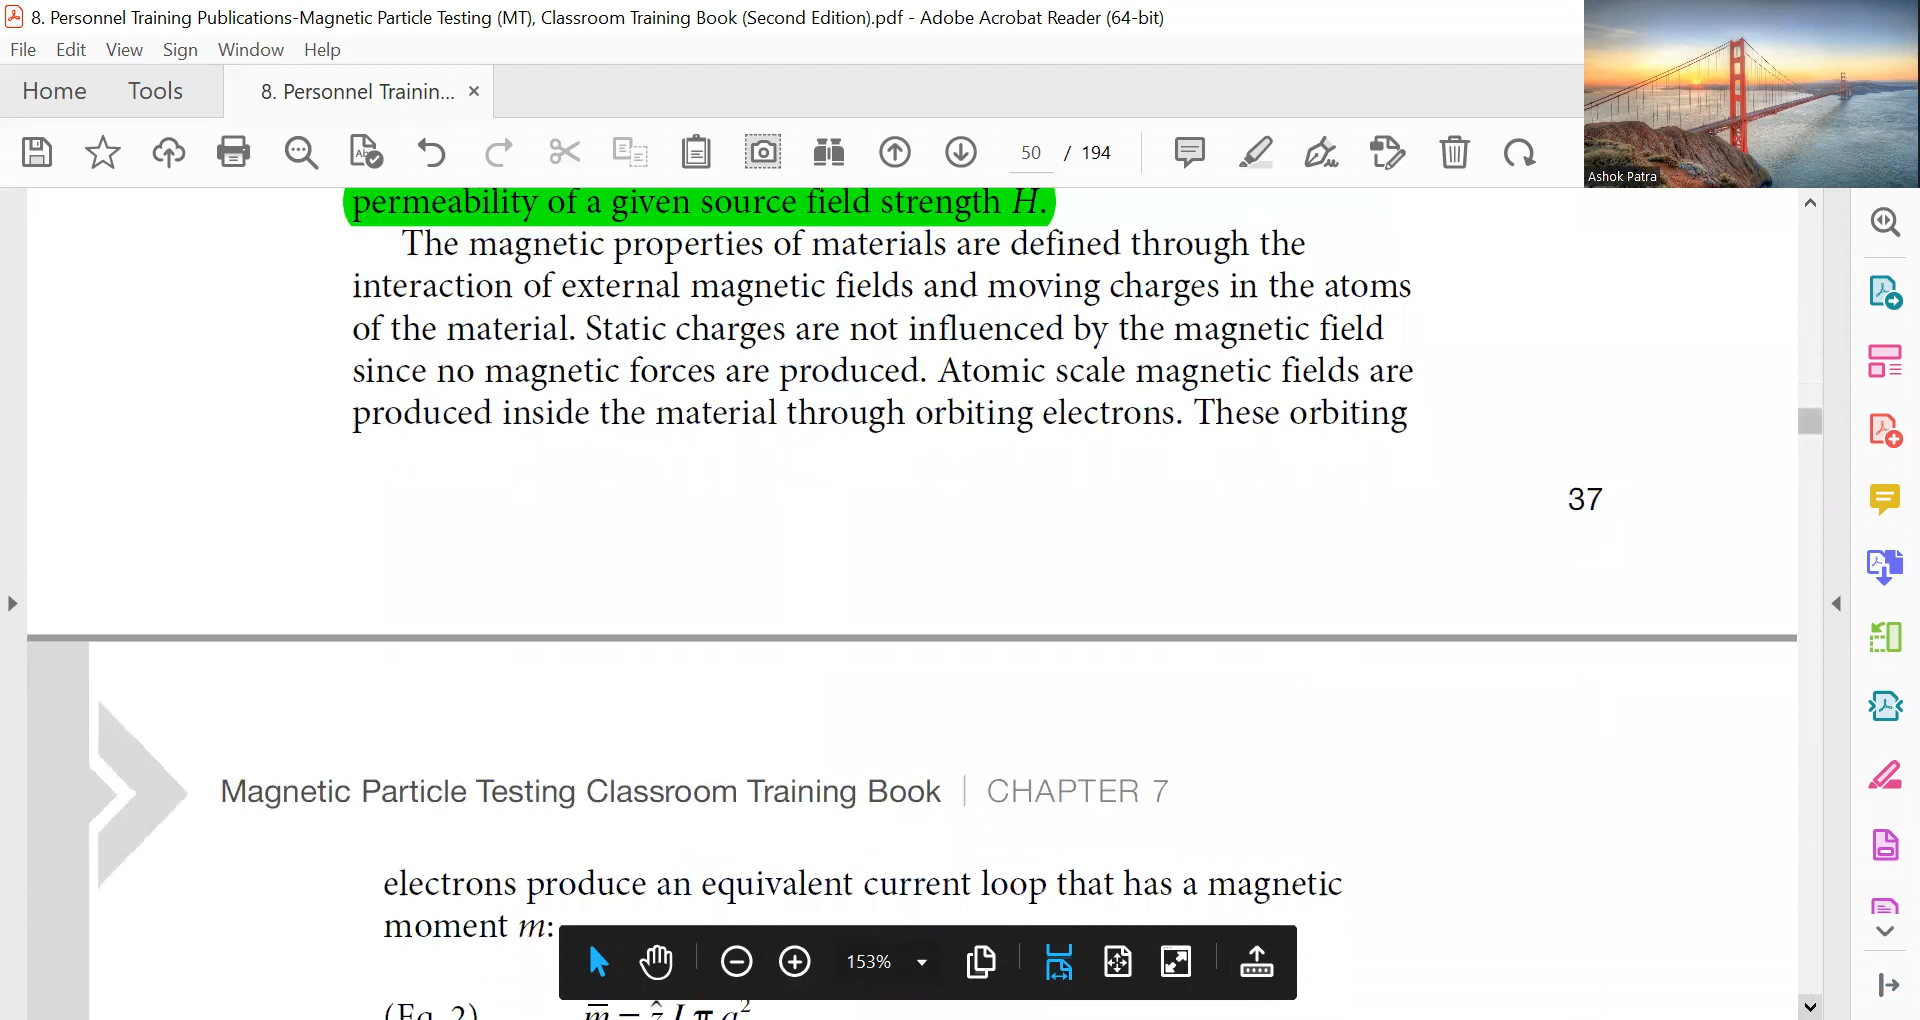 8. Personnel Training Publications-Magnetic Particle Testing (MT), Classroom Training Book (Second Edition).pdf - Adobe Acrobat Reader (64-bit)
File Edit View Sign Window Help
Home Tools 8. Personnel Trainin... ×
50 / 194
Ashok Patra
permeability of a given source field strength H.
The magnetic properties of materials are defined through the
interaction of external magnetic fields and moving charges in the atoms
of the material. Static charges are not influenced by the magnetic field
since no magnetic forces are produced. Atomic scale magnetic fields are
produced inside the material through orbiting electrons. These orbiting
37
Magnetic Particle Testing Classroom Training Book | CHAPTER 7
electrons produce an equivalent current loop that has a magnetic
moment m:
153%
(Eq. 2) m̅ = ẑ I π a²